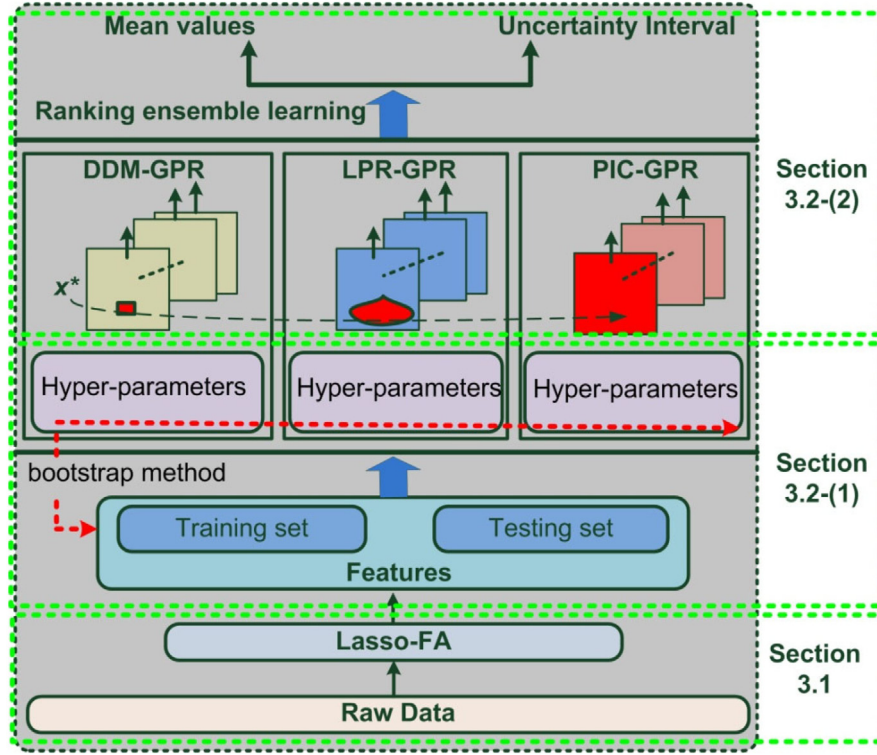 Mean values
Uncertainty Interval
Ranking ensemble learning
DDM-GPR
LPR-GPR
PIC-GPR
Section
3.2-(2)
x*
Hyper-parameters
Hyper-parameters
Hyper-parameters
Section
3.2-(1)
bootstrap method
Training set
Testing set
Features
Lasso-FA
Section
3.1
Raw Data